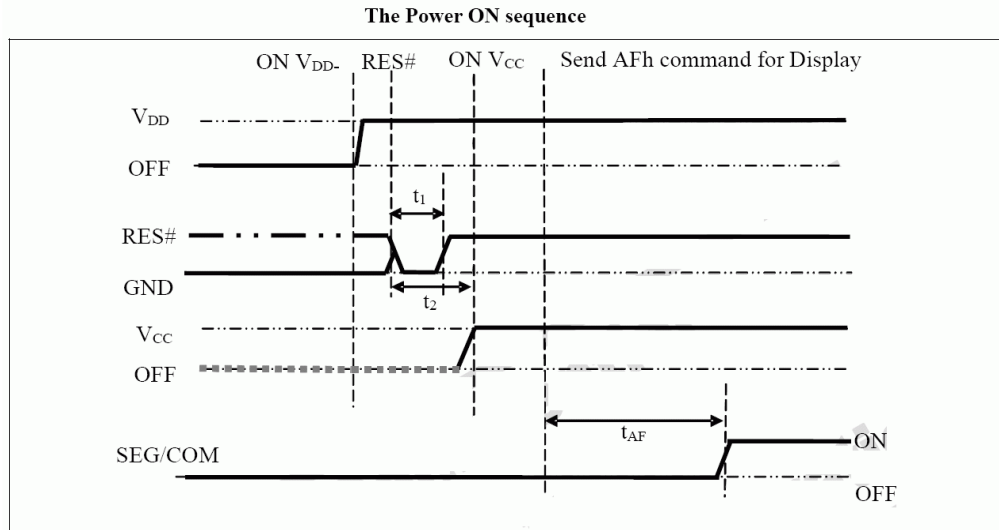 The Power ON sequence
ON VDD- RES# ON VCC Send AFh command for Display
VDD
OFF
t1
RES#
GND
t2
VCC
OFF
tAF
SEG/COM
ON
OFF